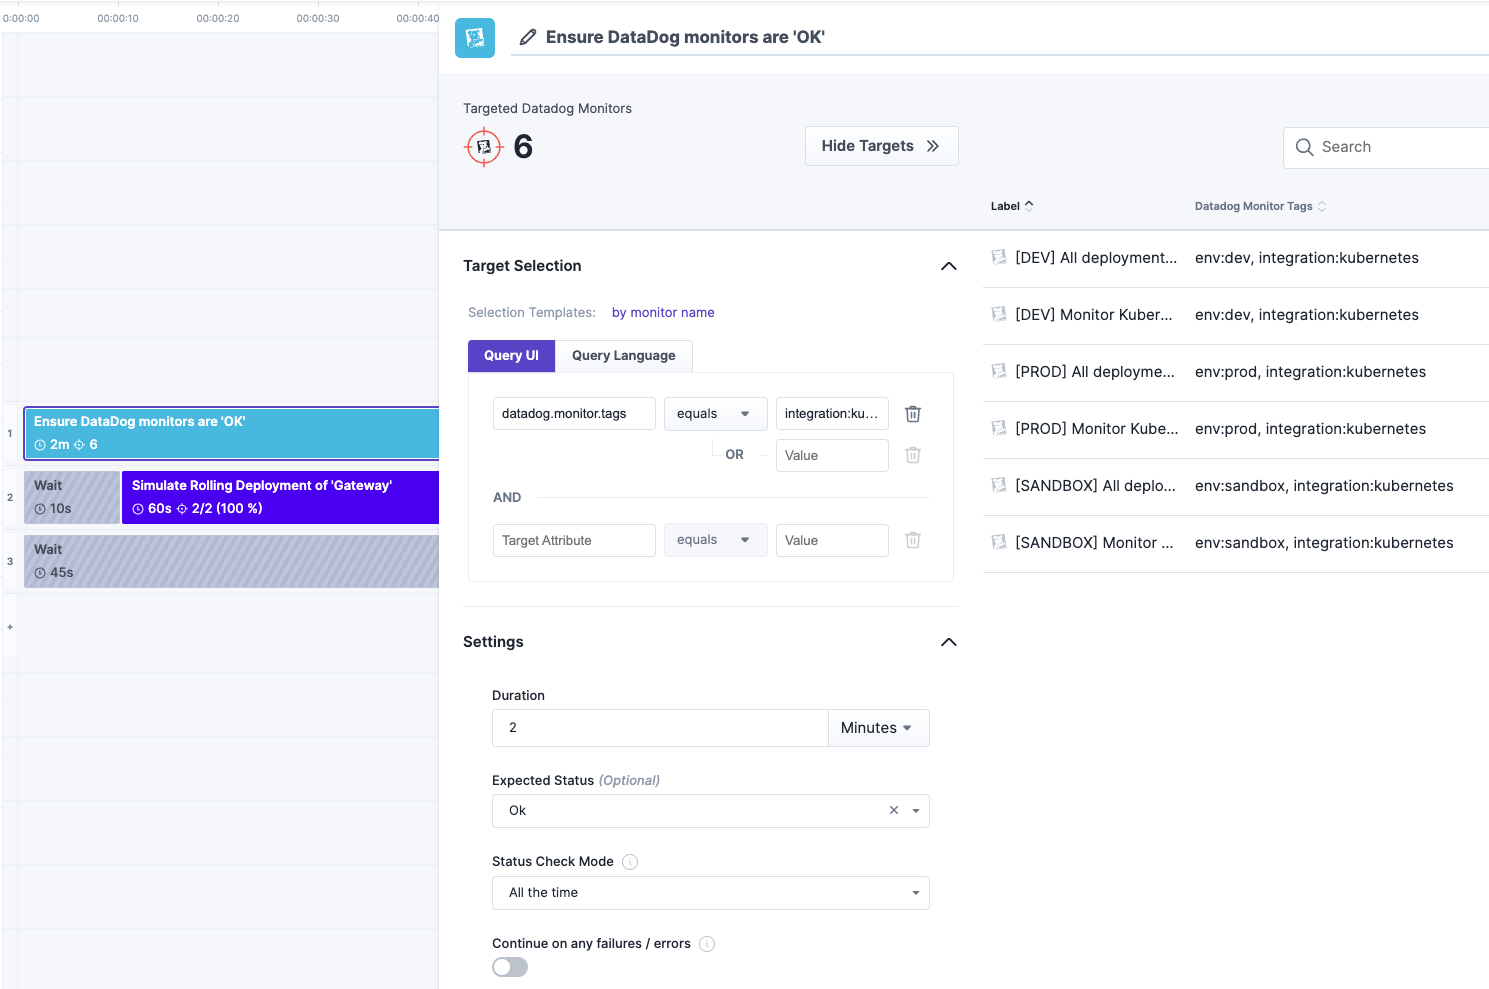 0:00:00 00:00:10 00:00:20 00:00:30 00:00:40
Ensure DataDog monitors are 'OK'
Targeted Datadog Monitors
6
Hide Targets
Search
Label Datadog Monitor Tags
Target Selection
Selection Templates: by monitor name
Query UI Query Language
datadog.monitor.tags equals integration:ku...
OR Value
AND
Target Attribute equals Value
[DEV] All deployment... env:dev, integration:kubernetes
[DEV] Monitor Kuber... env:dev, integration:kubernetes
[PROD] All deployme... env:prod, integration:kubernetes
[PROD] Monitor Kube... env:prod, integration:kubernetes
[SANDBOX] All deplo... env:sandbox, integration:kubernetes
[SANDBOX] Monitor ... env:sandbox, integration:kubernetes
1
Ensure DataDog monitors are 'OK'
2m 6
2
Wait
10s
Simulate Rolling Deployment of 'Gateway'
60s 2/2 (100 %)
3
Wait
45s
+
Settings
Duration
2 Minutes
Expected Status (Optional)
Ok
Status Check Mode
All the time
Continue on any failures / errors